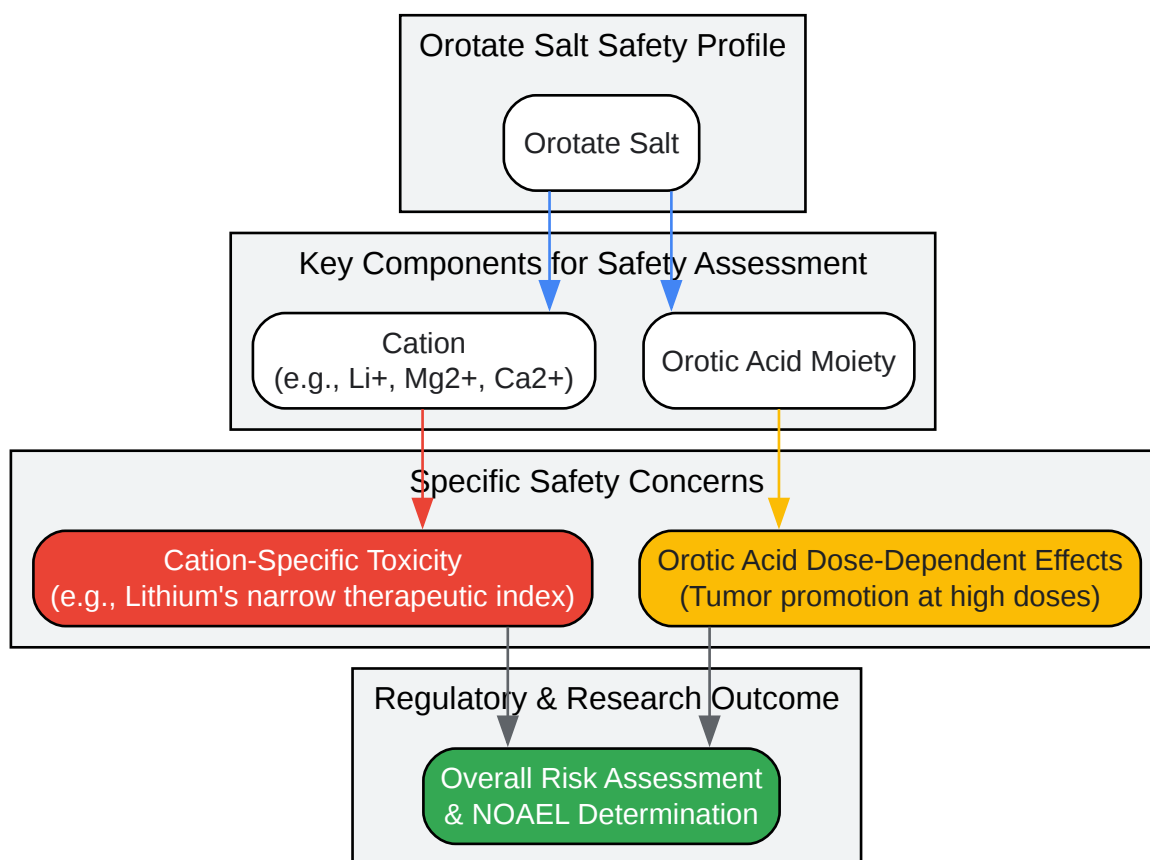 Orotate Salt Safety Profile
Orotate Salt
Key Components for Safety Assessment
Cation
(e.g., Li+, Mg2+, Ca2+)
Orotic Acid Moiety
Specific Safety Concerns
Cation-Specific Toxicity
(e.g., Lithium's narrow therapeutic index)
Orotic Acid Dose-Dependent Effects
(Tumor promotion at high doses)
Regulatory & Research Outcome
Overall Risk Assessment
& NOAEL Determination